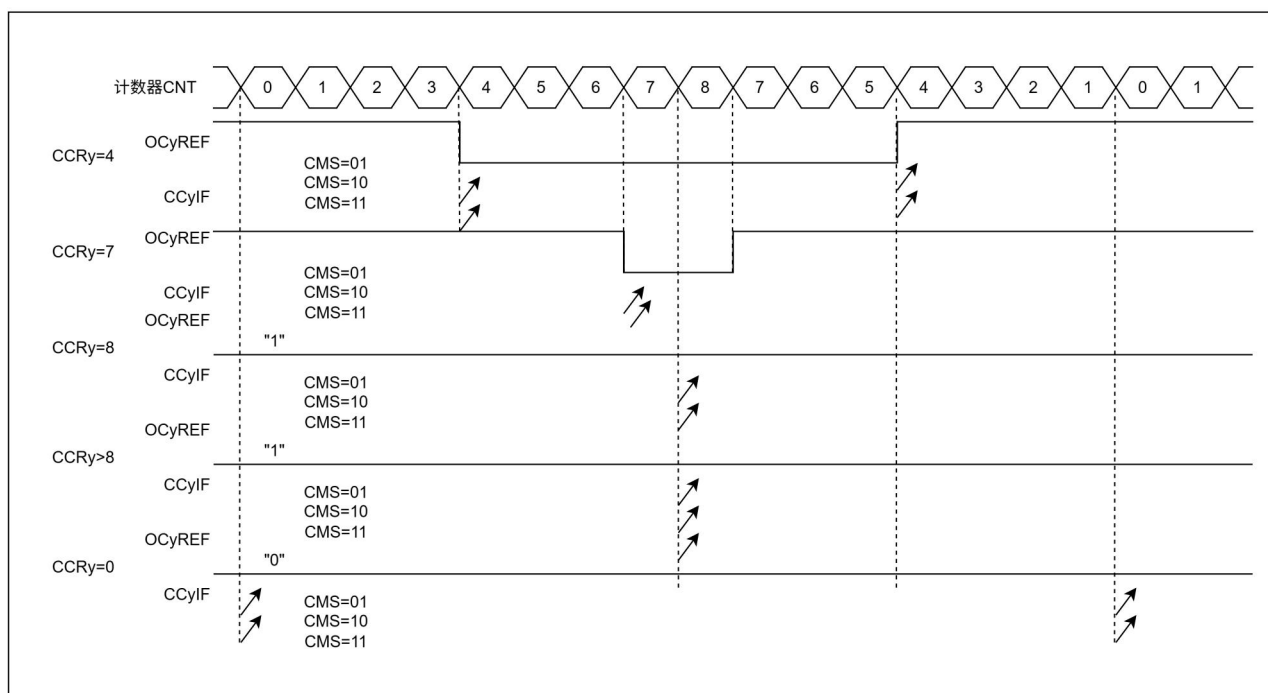 计数器CNT 0 1 2 3 4 5 6 7 8 7 6 5 4 3 2 1 0 1
OCyREF
CCRy=4
CMS=01
CMS=10
CCyIF
CMS=11
OCyREF
CCRy=7
CMS=01
CCyIF
CMS=10
CMS=11
OCyREF
"1"
CCRy=8
CCyIF
CMS=01
CMS=10
CMS=11
OCyREF
"1"
CCRy>8
CCyIF
CMS=01
CMS=10
CMS=11
OCyREF
"0"
CCRy=0
CCyIF
CMS=01
CMS=10
CMS=11